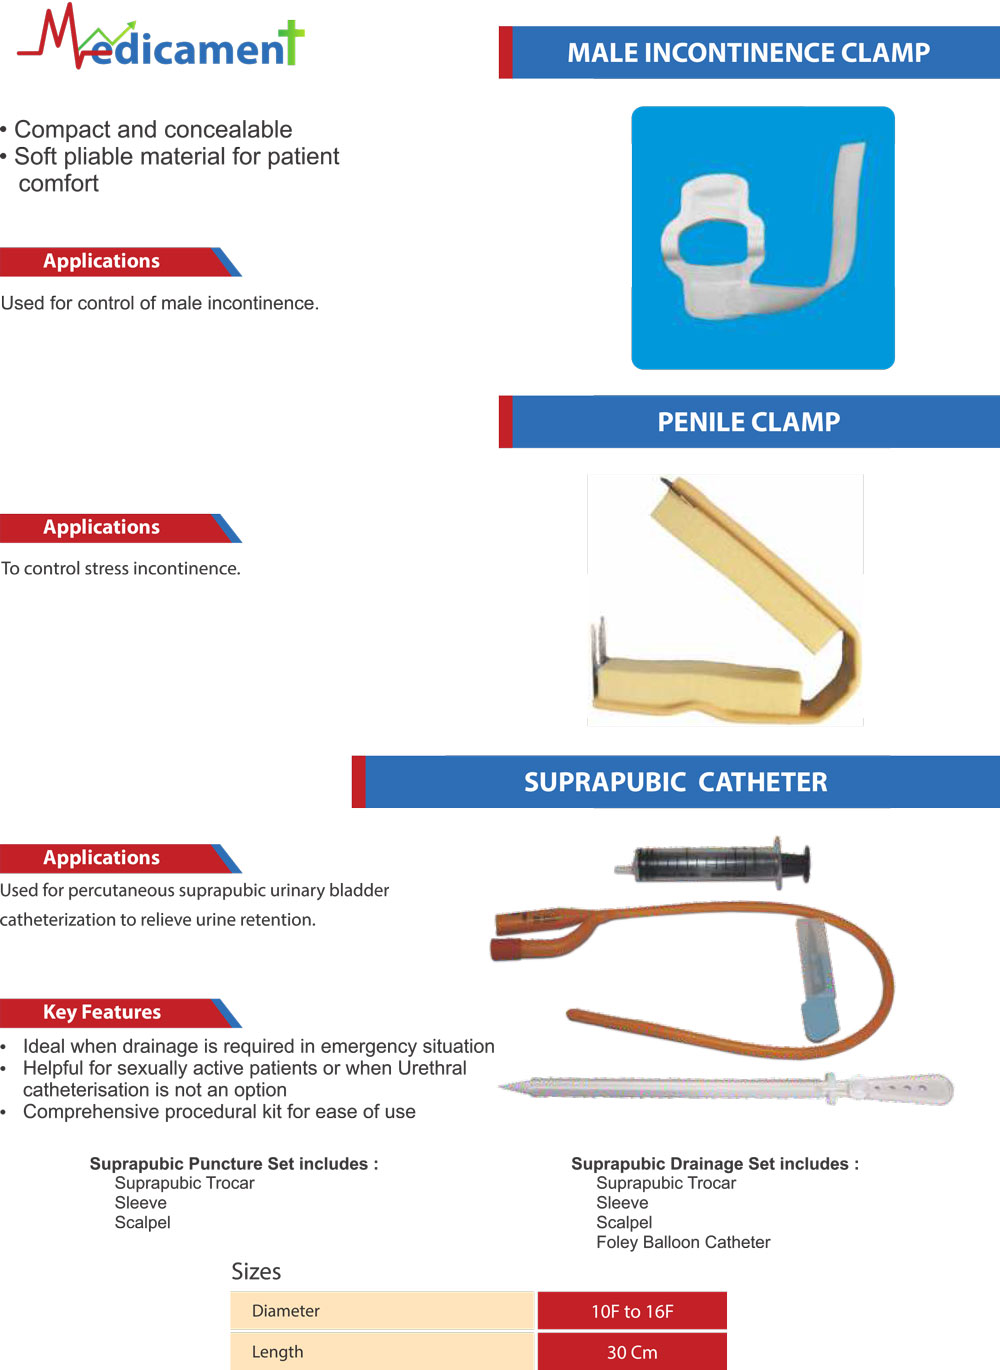 Medicament
MALE INCONTINENCE CLAMP
• Compact and concealable
• Soft pliable material for patient
comfort
Applications
Used for control of male incontinence.
PENILE CLAMP
Applications
To control stress incontinence.
SUPRAPUBIC CATHETER
Applications
Used for percutaneous suprapubic urinary bladder
catheterization to relieve urine retention.
Key Features
• Ideal when drainage is required in emergency situation
• Helpful for sexually active patients or when Urethral
catheterisation is not an option
• Comprehensive procedural kit for ease of use
Suprapubic Puncture Set includes :
Suprapubic Trocar
Sleeve
Scalpel
Suprapubic Drainage Set includes :
Suprapubic Trocar
Sleeve
Scalpel
Foley Balloon Catheter
Sizes
Diameter 10F to 16F
Length 30 Cm